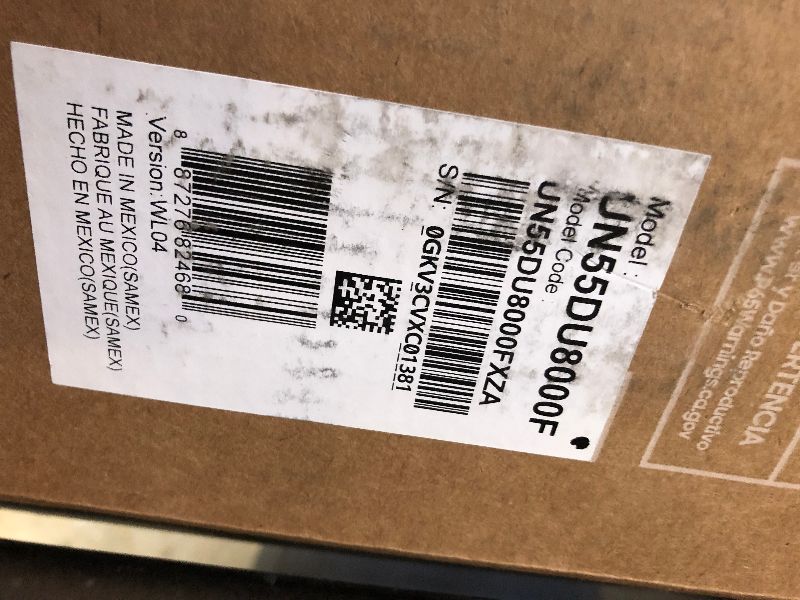 Model :
UN55DU8000F
Model Code :
UN55DU8000FXZA
S/N: 0GKV3CVXC01381
8 87276 82468 0
Version: WL04
MADE IN MEXICO(SAMEX)
FABRIQUE AU MEXIQUE(SAMEX)
HECHO EN MEXICO(SAMEX)
ERTENCIA
y Daño Reproductivo
www.P65Warnings.ca.gov